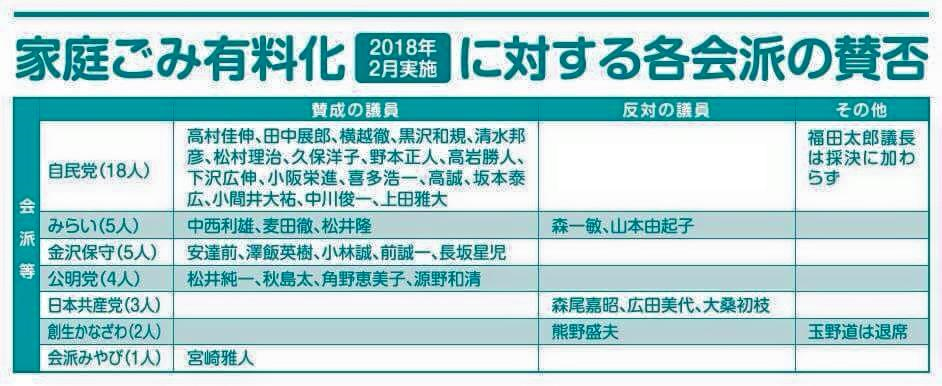 家庭ごみ有料化 2018年2月実施 に対する各会派の賛否
賛成の議員 反対の議員 その他
会派等
自民党(18人)
高村佳伸、田中展郎、横越徹、黒沢和規、清水邦
彦、松村理治、久保洋子、野本正人、高岩勝人、
下沢広伸、小阪栄進、喜多浩一、高誠、坂本泰
広、小間井大祐、中川俊一、上田雅大
福田太郎議長
は採決に加わ
らず
みらい(5人) 中西利雄、麦田徹、松井隆 森一敏、山本由起子
金沢保守(5人) 安達前、澤飯英樹、小林誠、前誠一、長坂星児
公明党(4人) 松井純一、秋島太、角野恵美子、源野和清
日本共産党(3人) 森尾嘉昭、広田美代、大桑初枝
創生かなざわ(2人) 熊野盛夫 玉野道は退席
会派みやび(1人) 宮崎雅人